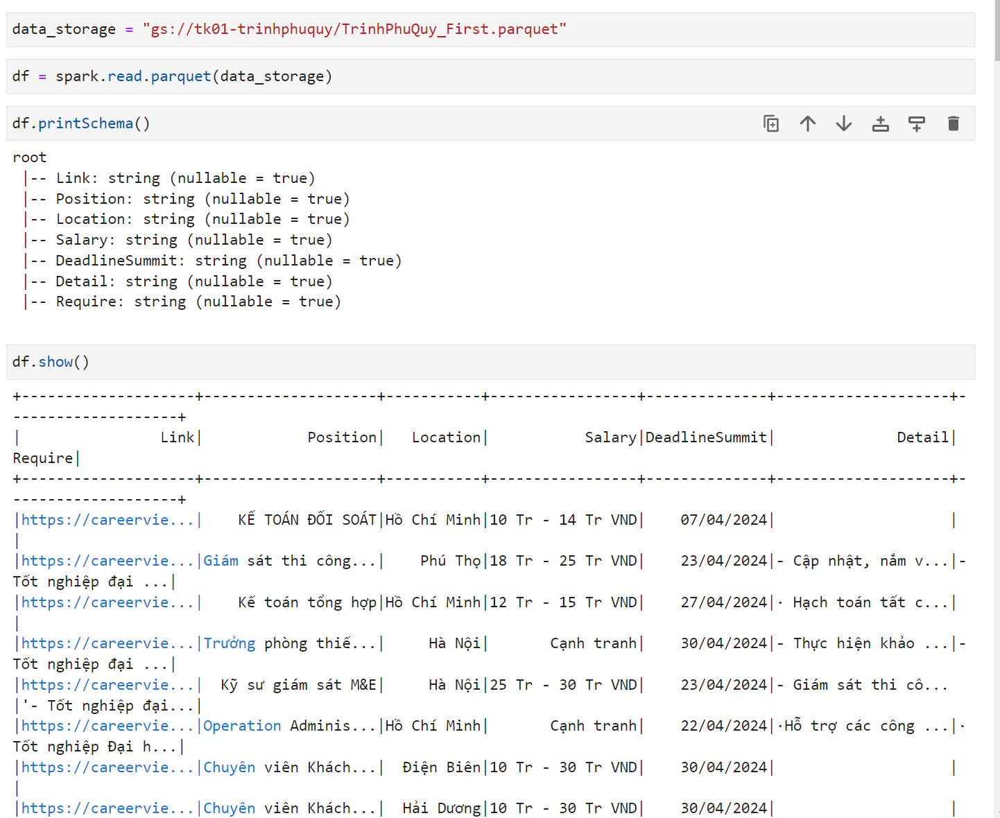 data_storage = "gs://tk01-trinhphuquy/TrinhPhuQuy_First.parquet"
df = spark.read.parquet(data_storage)
df.printSchema()
root
 |-- Link: string (nullable = true)
 |-- Position: string (nullable = true)
 |-- Location: string (nullable = true)
 |-- Salary: string (nullable = true)
 |-- DeadlineSummit: string (nullable = true)
 |-- Detail: string (nullable = true)
 |-- Require: string (nullable = true)
df.show()
+--------------------+--------------------+-----------+-----------------+--------------+--------------------+-
-------------------+
|                Link|            Position|   Location|           Salary|DeadlineSummit|              Detail|
Require|
+--------------------+--------------------+-----------+-----------------+--------------+--------------------+-
-------------------+
|https://careervie...|    KẾ TOÁN ĐỐI SOÁT|Hồ Chí Minh|10 Tr - 14 Tr VND|    07/04/2024|                    |
|
|https://careervie...|Giám sát thi công...|    Phú Thọ|18 Tr - 25 Tr VND|    23/04/2024|- Cập nhật, nắm v...|-
Tốt nghiệp đại ...|
|https://careervie...|    Kế toán tổng hợp|Hồ Chí Minh|12 Tr - 15 Tr VND|    27/04/2024|· Hạch toán tất c...|
|
|https://careervie...|Trưởng phòng thiế...|     Hà Nội|       Cạnh tranh|    30/04/2024|- Thực hiện khảo ...|-
Tốt nghiệp đại ...|
|https://careervie...|  Kỹ sư giám sát M&E|     Hà Nội|25 Tr - 30 Tr VND|    23/04/2024|- Giám sát thi cô...
|'- Tốt nghiệp đại...|
|https://careervie...|Operation Adminis...|Hồ Chí Minh|       Cạnh tranh|    22/04/2024|·Hỗ trợ các công ...|·
Tốt nghiệp Đại h...|
|https://careervie...|Chuyên viên Khách...|  Điện Biên|10 Tr - 30 Tr VND|    30/04/2024|                    |
|
|https://careervie...|Chuyên viên Khách...|  Hải Dương|10 Tr - 30 Tr VND|    30/04/2024|                    |